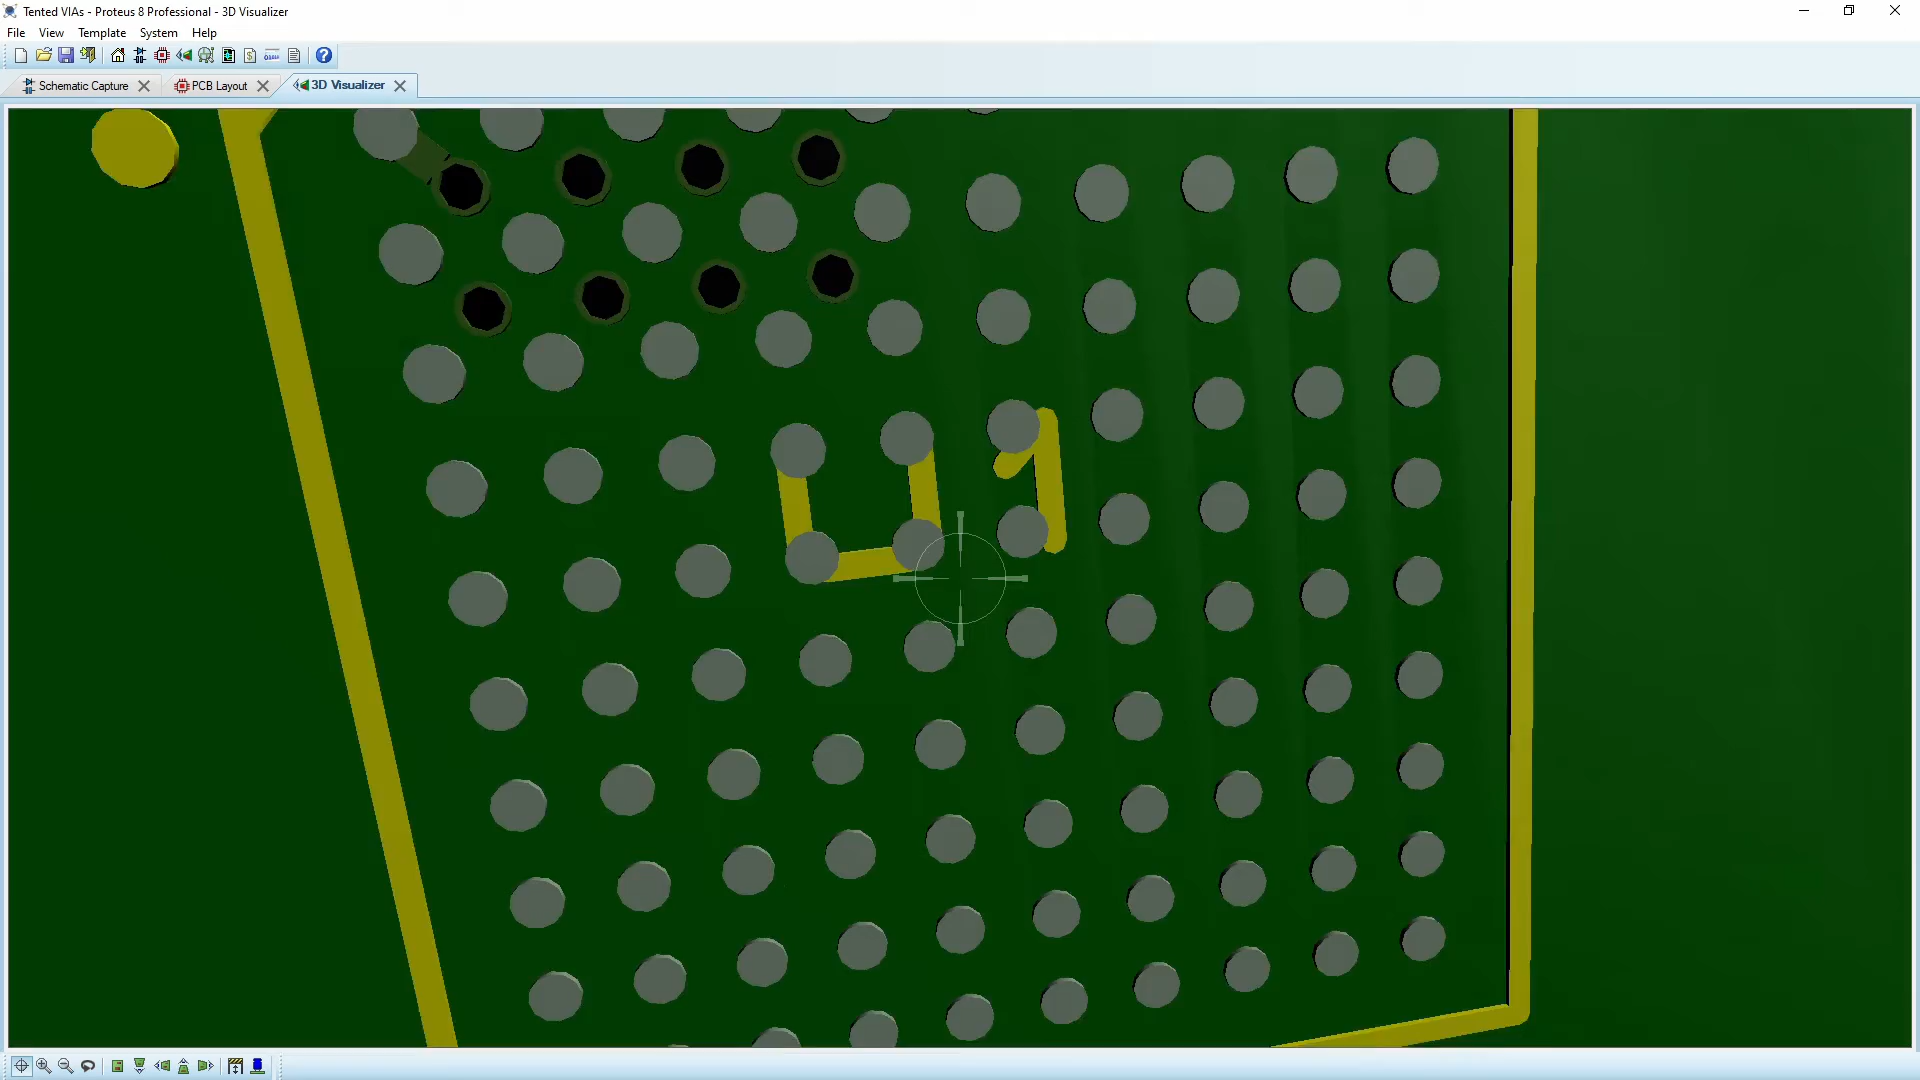 Tented VIAs - Proteus 8 Professional - 3D Visualizer
File View Template System Help
Schematic Capture PCB Layout 3D Visualizer
U1